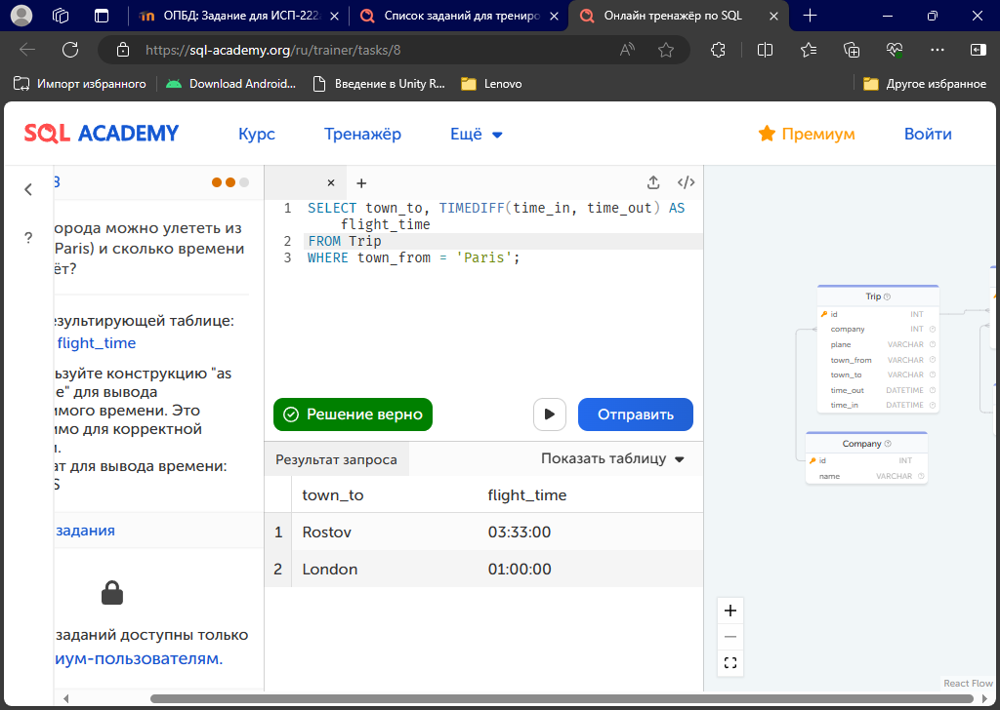 ОПБД: Задание для ИСП-222
Список заданий для трениро
Онлайн тренажёр по SQL
https://sql-academy.org/ru/trainer/tasks/8
Импорт избранного
Download Android...
Введение в Unity R...
Lenovo
Другое избранное
SQL ACADEMY
Курс
Тренажёр
Ещё
Премиум
Войти
8
орода можно улететь из
Paris) и сколько времени
ёт?
езультирующей таблице:
flight_time
ьзуйте конструкцию "as
e" для вывода
имого времени. Это
имо для корректной
и.
ат для вывода времени:
S
задания
заданий доступны только
иум-пользователям.
1 SELECT town_to, TIMEDIFF(time_in, time_out) AS
flight_time
2 FROM Trip
3 WHERE town_from = 'Paris';
Решение верно
Отправить
Результат запроса
Показать таблицу
town_to flight_time
1 Rostov 03:33:00
2 London 01:00:00
Trip
id INT
company INT
plane VARCHAR
town_from VARCHAR
town_to VARCHAR
time_out DATETIME
time_in DATETIME
Company
id INT
name VARCHAR
React Flow